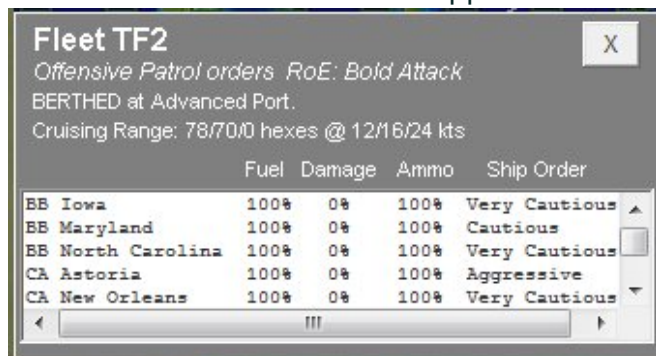 Fleet TF2
X
Offensive Patrol orders RoE: Bold Attack
BERTHED at Advanced Port.
Cruising Range: 78/70/0 hexes @ 12/16/24 kts
Fuel Damage Ammo Ship Order
BB Iowa 100% 0% 100% Very Cautious
BB Maryland 100% 0% 100% Cautious
BB North Carolina 100% 0% 100% Very Cautious
CA Astoria 100% 0% 100% Aggressive
CA New Orleans 100% 0% 100% Very Cautious